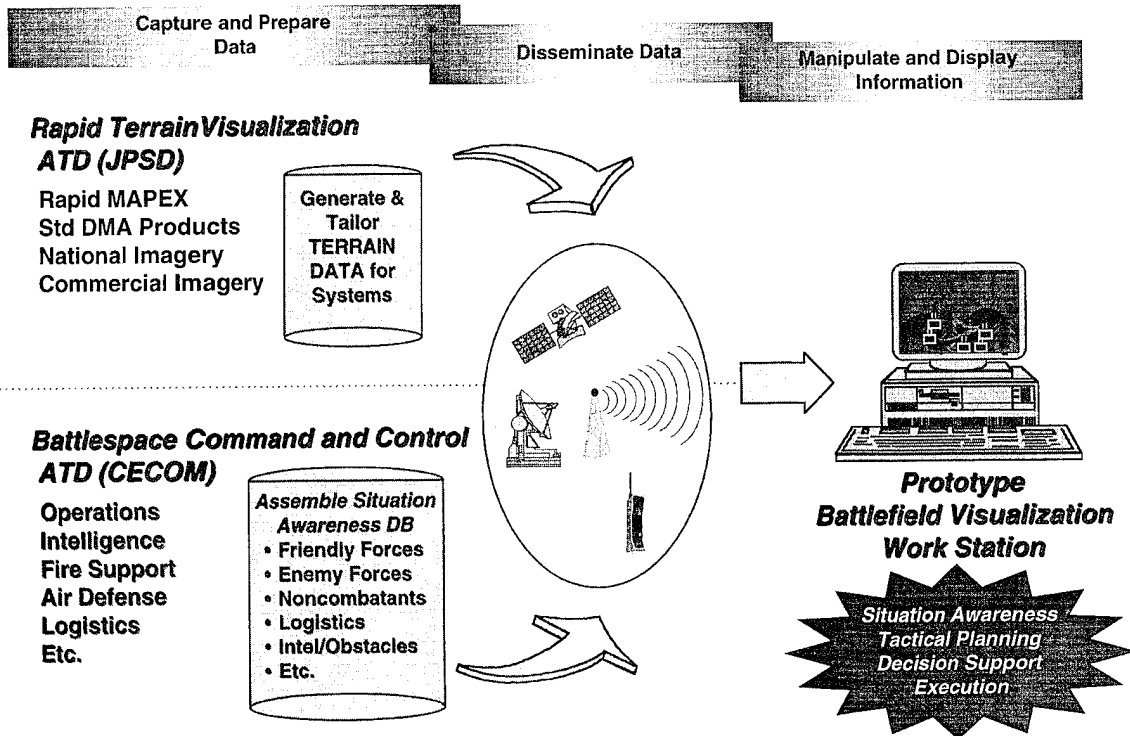 Capture and Prepare
Data
Disseminate Data
Manipulate and Display
Information
Rapid Terrain Visualization
ATD (JPSD)
Rapid MAPEX
Std DMA Products
National Imagery
Commercial Imagery
Generate &
Tailor
TERRAIN
DATA for
Systems
Battlespace Command and Control
ATD (CECOM)
Operations
Intelligence
Fire Support
Air Defense
Logistics
Etc.
Assemble Situation
Awareness DB
• Friendly Forces
• Enemy Forces
• Noncombatants
• Logistics
• Intel/Obstacles
• Etc.
Prototype
Battlefield Visualization
Work Station
Situation Awareness
Tactical Planning
Decision Support
Execution